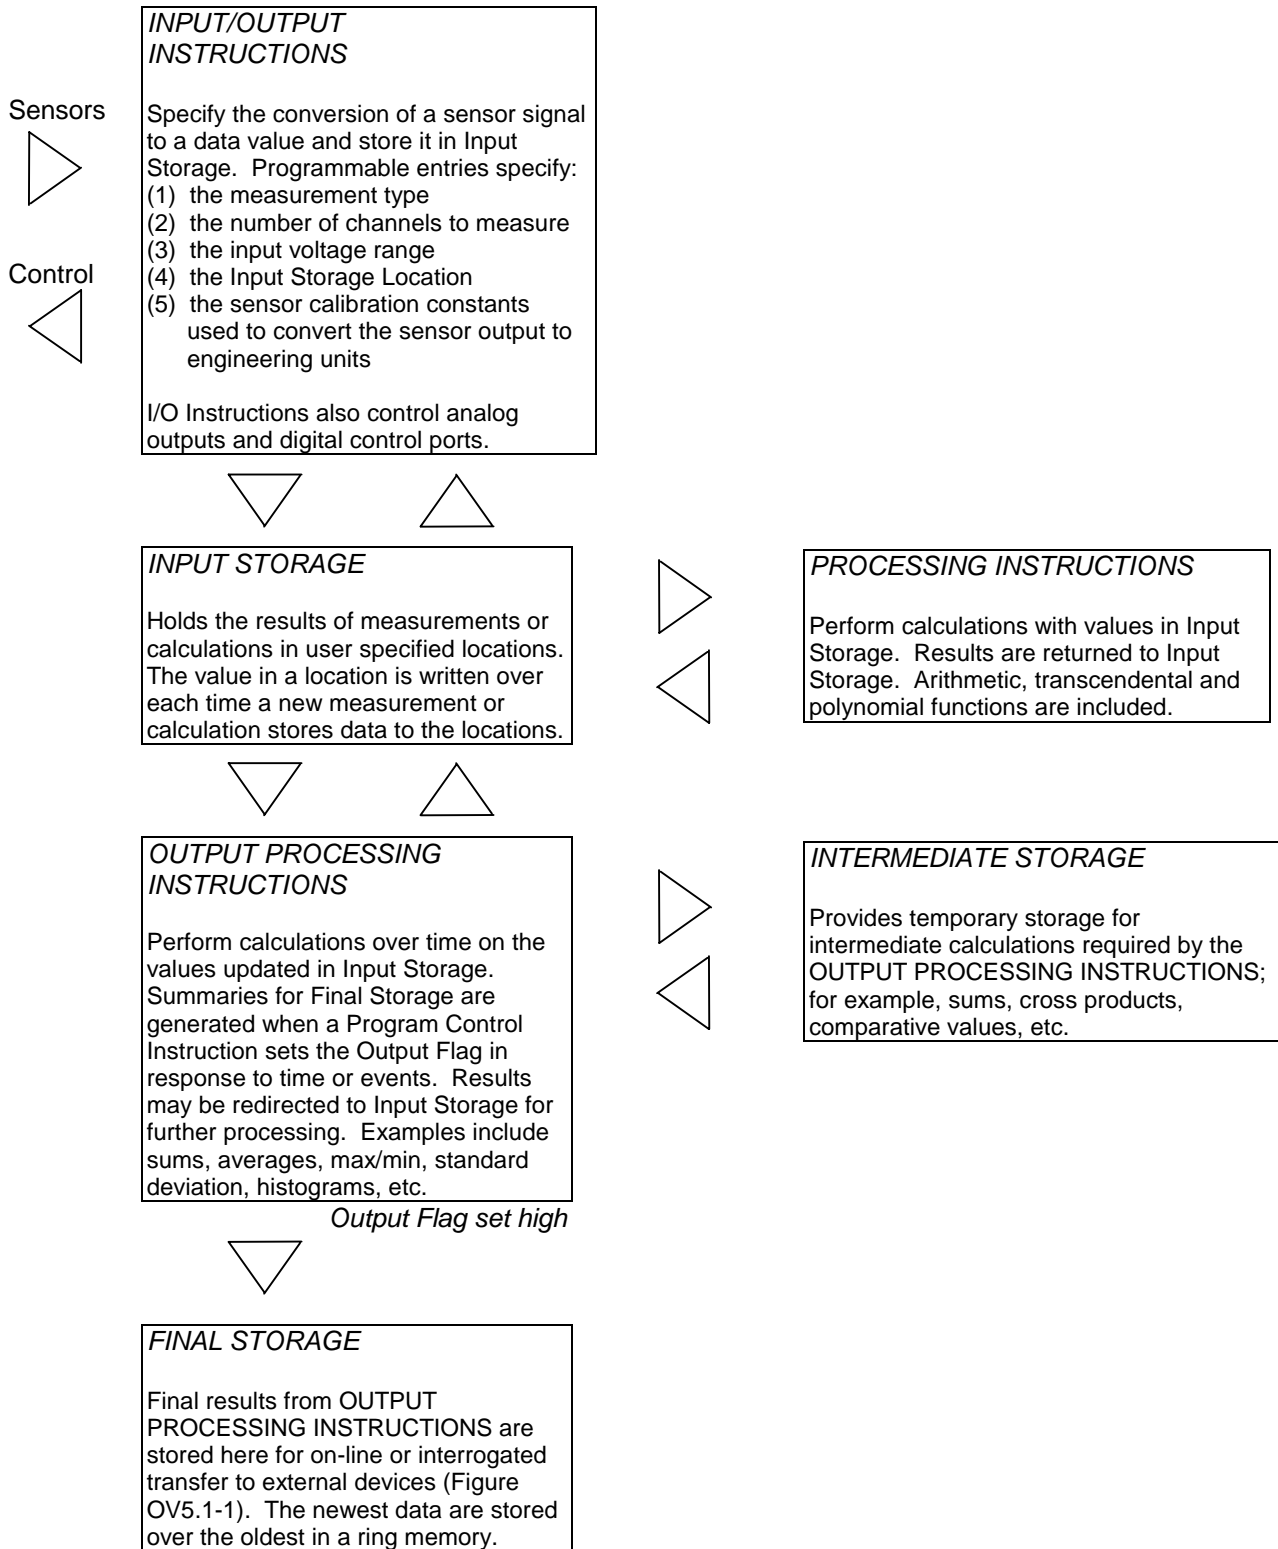 INPUT/OUTPUT
INSTRUCTIONS
Sensors
Control
Specify the conversion of a sensor signal
to a data value and store it in Input
Storage. Programmable entries specify:
(1) the measurement type
(2) the number of channels to measure
(3) the input voltage range
(4) the Input Storage Location
(5) the sensor calibration constants
used to convert the sensor output to
engineering units
I/O Instructions also control analog
outputs and digital control ports.
INPUT STORAGE
Holds the results of measurements or
calculations in user specified locations.
The value in a location is written over
each time a new measurement or
calculation stores data to the locations.
PROCESSING INSTRUCTIONS
Perform calculations with values in Input
Storage. Results are returned to Input
Storage. Arithmetic, transcendental and
polynomial functions are included.
OUTPUT PROCESSING
INSTRUCTIONS
Perform calculations over time on the
values updated in Input Storage.
Summaries for Final Storage are
generated when a Program Control
Instruction sets the Output Flag in
response to time or events. Results
may be redirected to Input Storage for
further processing. Examples include
sums, averages, max/min, standard
deviation, histograms, etc.
INTERMEDIATE STORAGE
Provides temporary storage for
intermediate calculations required by the
OUTPUT PROCESSING INSTRUCTIONS;
for example, sums, cross products,
comparative values, etc.
Output Flag set high
FINAL STORAGE
Final results from OUTPUT
PROCESSING INSTRUCTIONS are
stored here for on-line or interrogated
transfer to external devices (Figure
OV5.1-1). The newest data are stored
over the oldest in a ring memory.